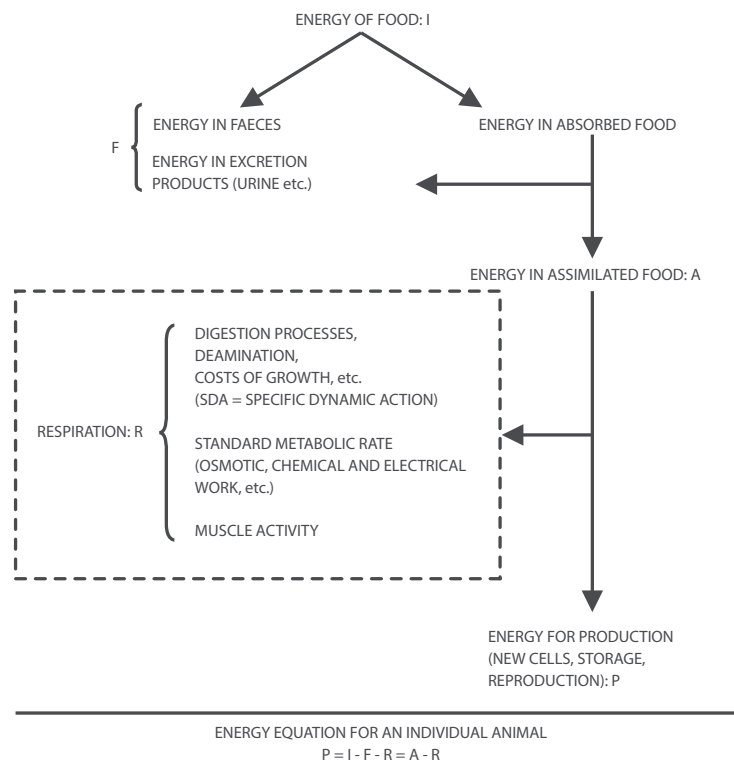 ENERGY OF FOOD: I
F
ENERGY IN FAECES
ENERGY IN EXCRETION
PRODUCTS (URINE etc.)
ENERGY IN ABSORBED FOOD
ENERGY IN ASSIMILATED FOOD: A
RESPIRATION: R
DIGESTION PROCESSES,
DEAMINATION,
COSTS OF GROWTH, etc.
(SDA = SPECIFIC DYNAMIC ACTION)
STANDARD METABOLIC RATE
(OSMOTIC, CHEMICAL AND ELECTRICAL
WORK, etc.)
MUSCLE ACTIVITY
ENERGY FOR PRODUCTION
(NEW CELLS, STORAGE,
REPRODUCTION): P
ENERGY EQUATION FOR AN INDIVIDUAL ANIMAL
P = I - F - R = A - R